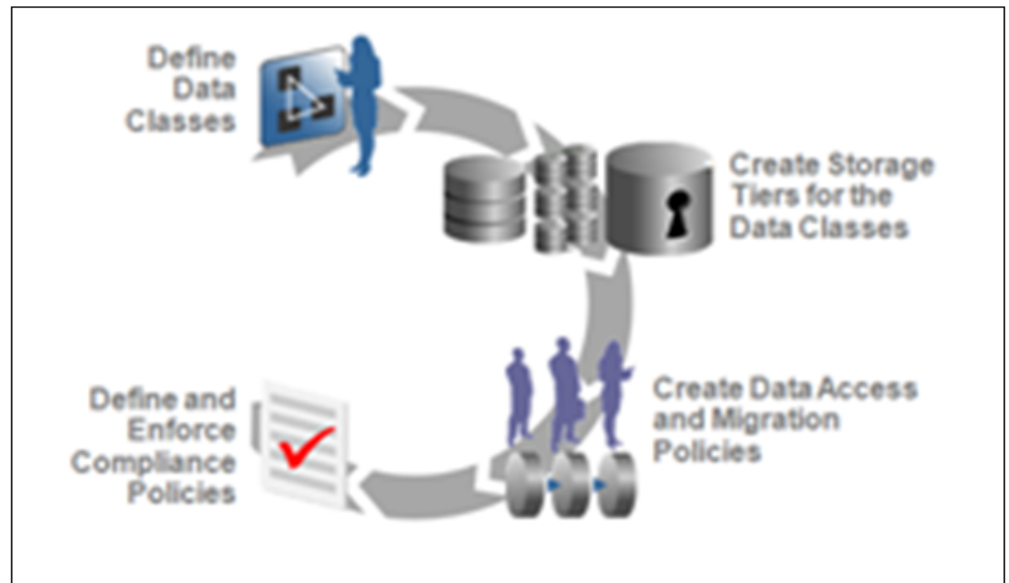 Define
Data
Classes
Create Storage
Tiers for the
Data Classes
Create Data Access
and Migration
Policies
Define and
Enforce
Compliance
Policies